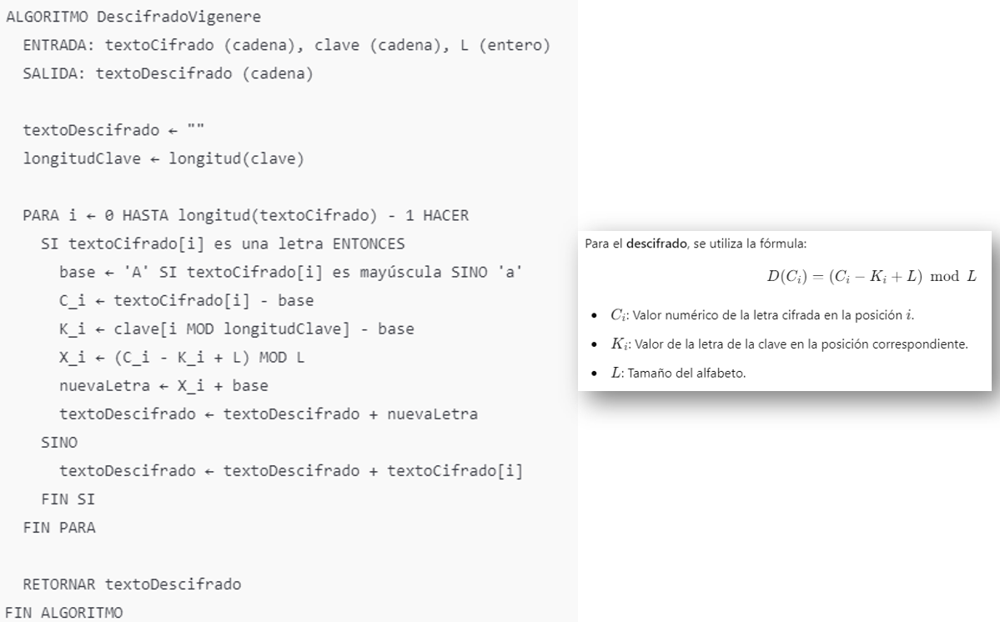 ALGORITMO DescifradoVigenere
ENTRADA: textoCifrado (cadena), clave (cadena), L (entero)
SALIDA: textoDescifrado (cadena)
textoDescifrado ← ""
longitudClave ← longitud(clave)
PARA i ← 0 HASTA longitud(textoCifrado) - 1 HACER
SI textoCifrado[i] es una letra ENTONCES
base ← 'A' SI textoCifrado[i] es mayúscula SINO 'a'
C_i ← textoCifrado[i] - base
K_i ← clave[i MOD longitudClave] - base
X_i ← (C_i - K_i + L) MOD L
nuevaLetra ← X_i + base
textoDescifrado ← textoDescifrado + nuevaLetra
SINO
textoDescifrado ← textoDescifrado + textoCifrado[i]
FIN SI
FIN PARA
RETORNAR textoDescifrado
FIN ALGORITMO
Para el descifrado, se utiliza la fórmula:
D(C_i) = (C_i − K_i + L) mod L
• C_i: Valor numérico de la letra cifrada en la posición i.
• K_i: Valor de la letra de la clave en la posición correspondiente.
• L: Tamaño del alfabeto.